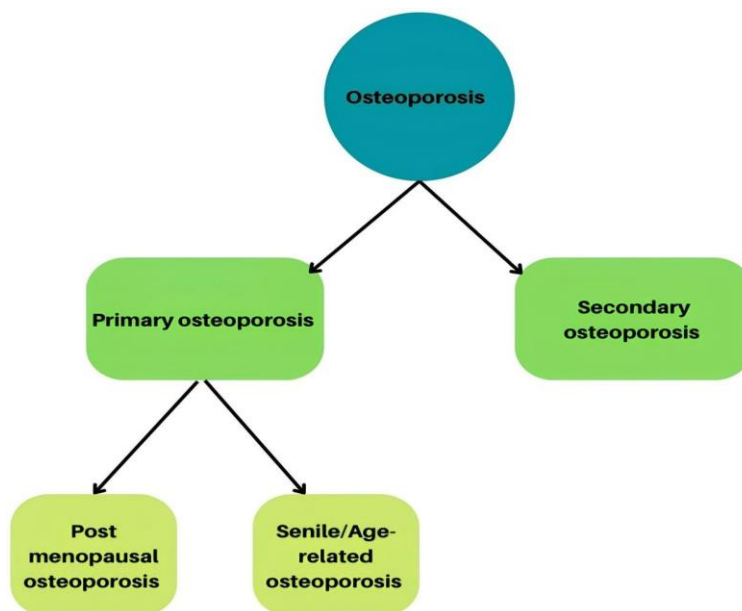 Osteoporosis
Primary osteoporosis
Secondary
osteoporosis
Post
menopausal
osteoporosis
Senile/Age-
related
osteoporosis